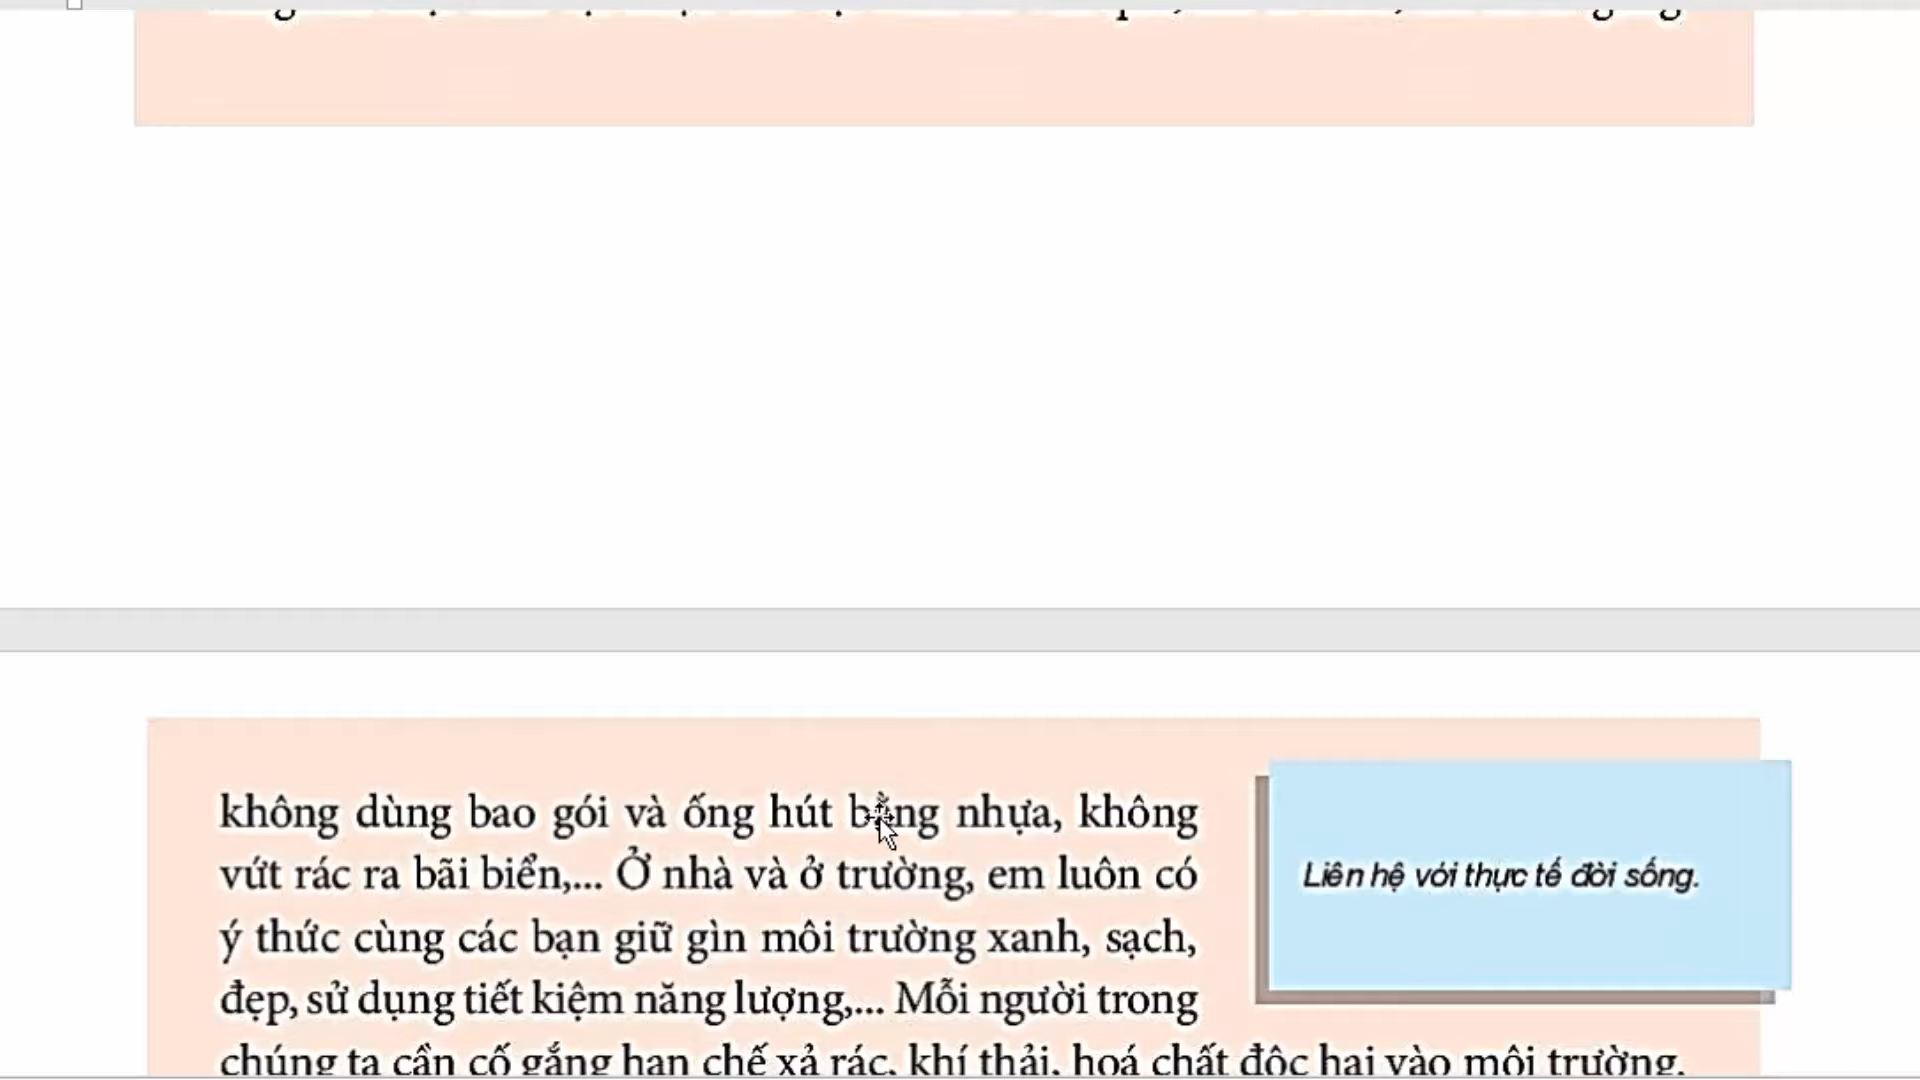 không dùng bao gói và ống hút bằng nhựa, không
vứt rác ra bãi biển,... Ở nhà và ở trường, em luôn có
ý thức cùng các bạn giữ gìn môi trường xanh, sạch,
đẹp, sử dụng tiết kiệm năng lượng,... Mỗi người trong
chúng ta cần cố gắng hạn chế xả rác, khí thải, hoá chất độc hại vào môi trường.
Liên hệ với thực tế đời sống.